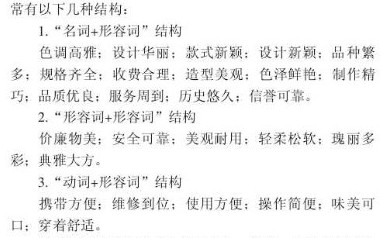 常有以下几种结构：
1.“名词+形容词”结构
色调高雅；设计华丽；款式新颖；设计新颖；品种繁
多；规格齐全；收费合理；造型美观；色泽鲜艳；制作精
巧；品质优良；服务周到；历史悠久；信誉可靠。
2.“形容词+形容词”结构
价廉物美；安全可靠；美观耐用；轻柔松软；瑰丽多
彩；典雅大方。
3.“动词+形容词”结构
携带方便；维修到位；使用方便；操作简便；味美可
口；穿着舒适。